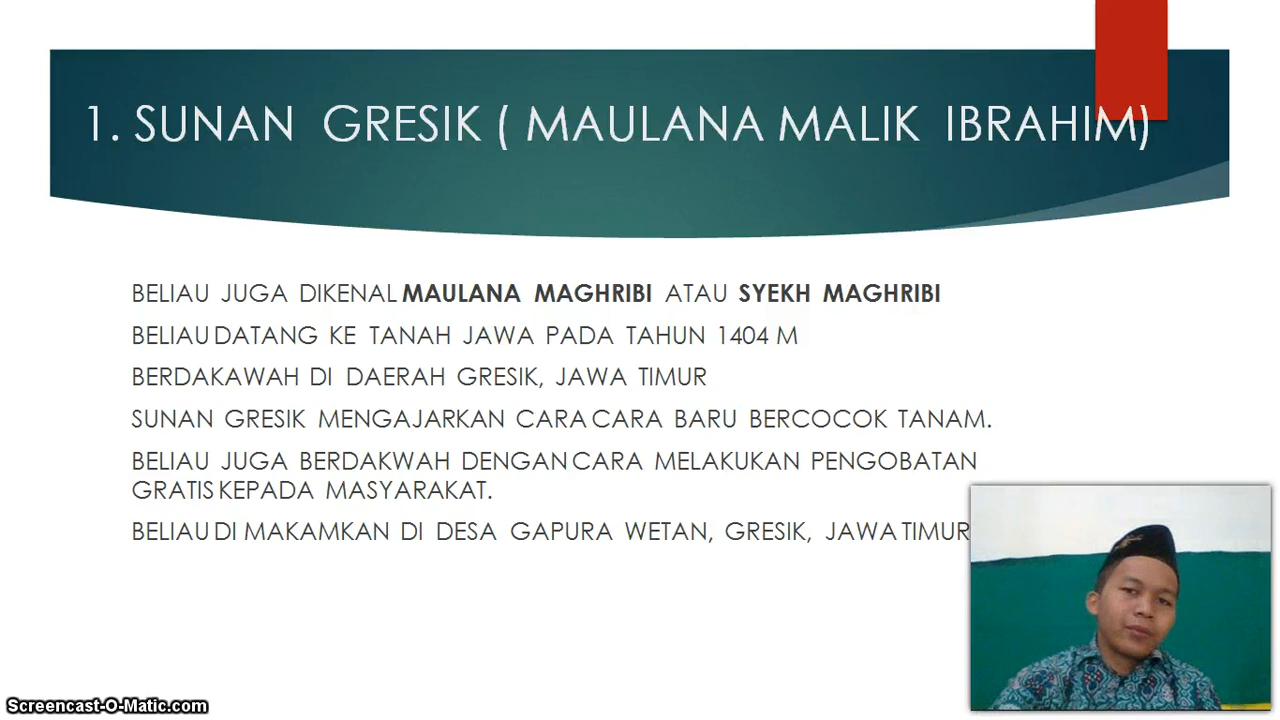 1. SUNAN GRESIK ( MAULANA MALIK IBRAHIM)
BELIAU JUGA DIKENAL MAULANA MAGHRIBI ATAU SYEKH MAGHRIBI
BELIAU DATANG KE TANAH JAWA PADA TAHUN 1404 M
BERDAKAWAH DI DAERAH GRESIK, JAWA TIMUR
SUNAN GRESIK MENGAJARKAN CARA CARA BARU BERCOCOK TANAM.
BELIAU JUGA BERDAKWAH DENGAN CARA MELAKUKAN PENGOBATAN
GRATIS KEPADA MASYARAKAT.
BELIAU DI MAKAMKAN DI DESA GAPURA WETAN, GRESIK, JAWA TIMUR
Screencast-O-Matic.com